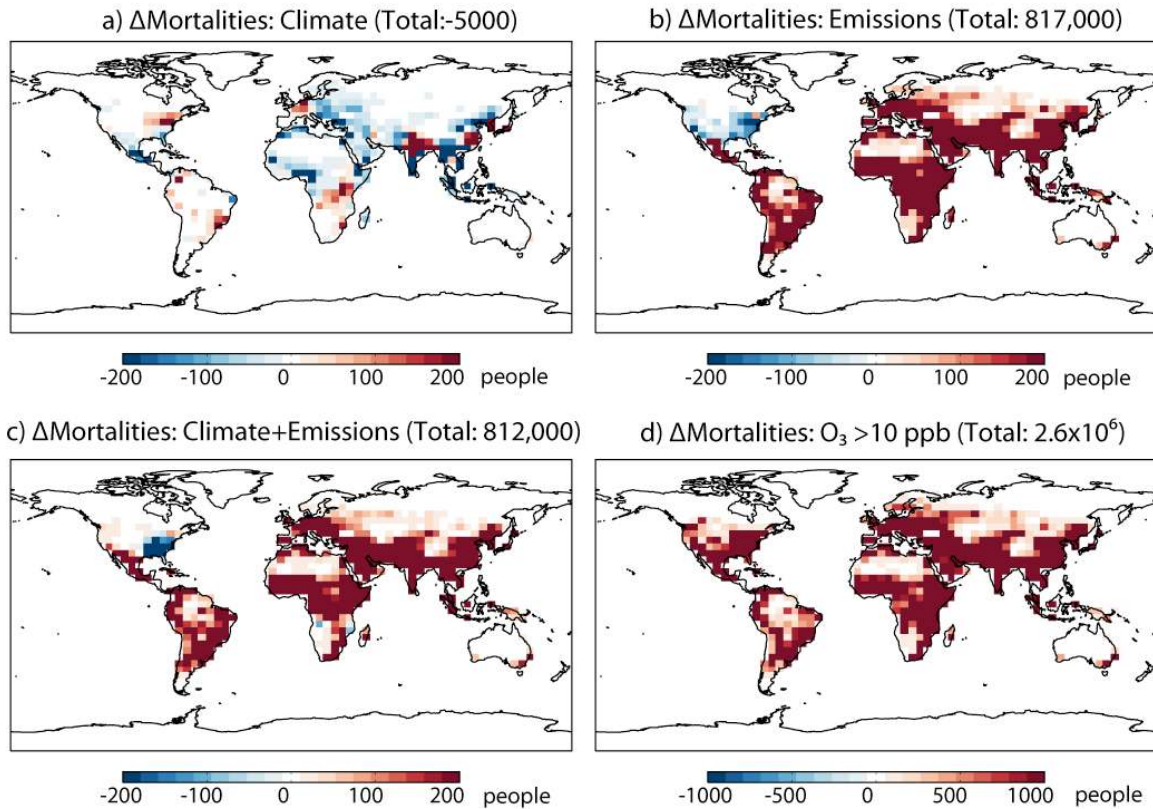 a) ΔMortalities: Climate (Total:-5000)
b) ΔMortalities: Emissions (Total: 817,000)
-200 -100 0 100 200 people
-200 -100 0 100 200 people
c) ΔMortalities: Climate+Emissions (Total: 812,000)
d) ΔMortalities: O₃ >10 ppb (Total: 2.6x10⁶)
-200 -100 0 100 200 people
-1000 -500 0 500 1000 people